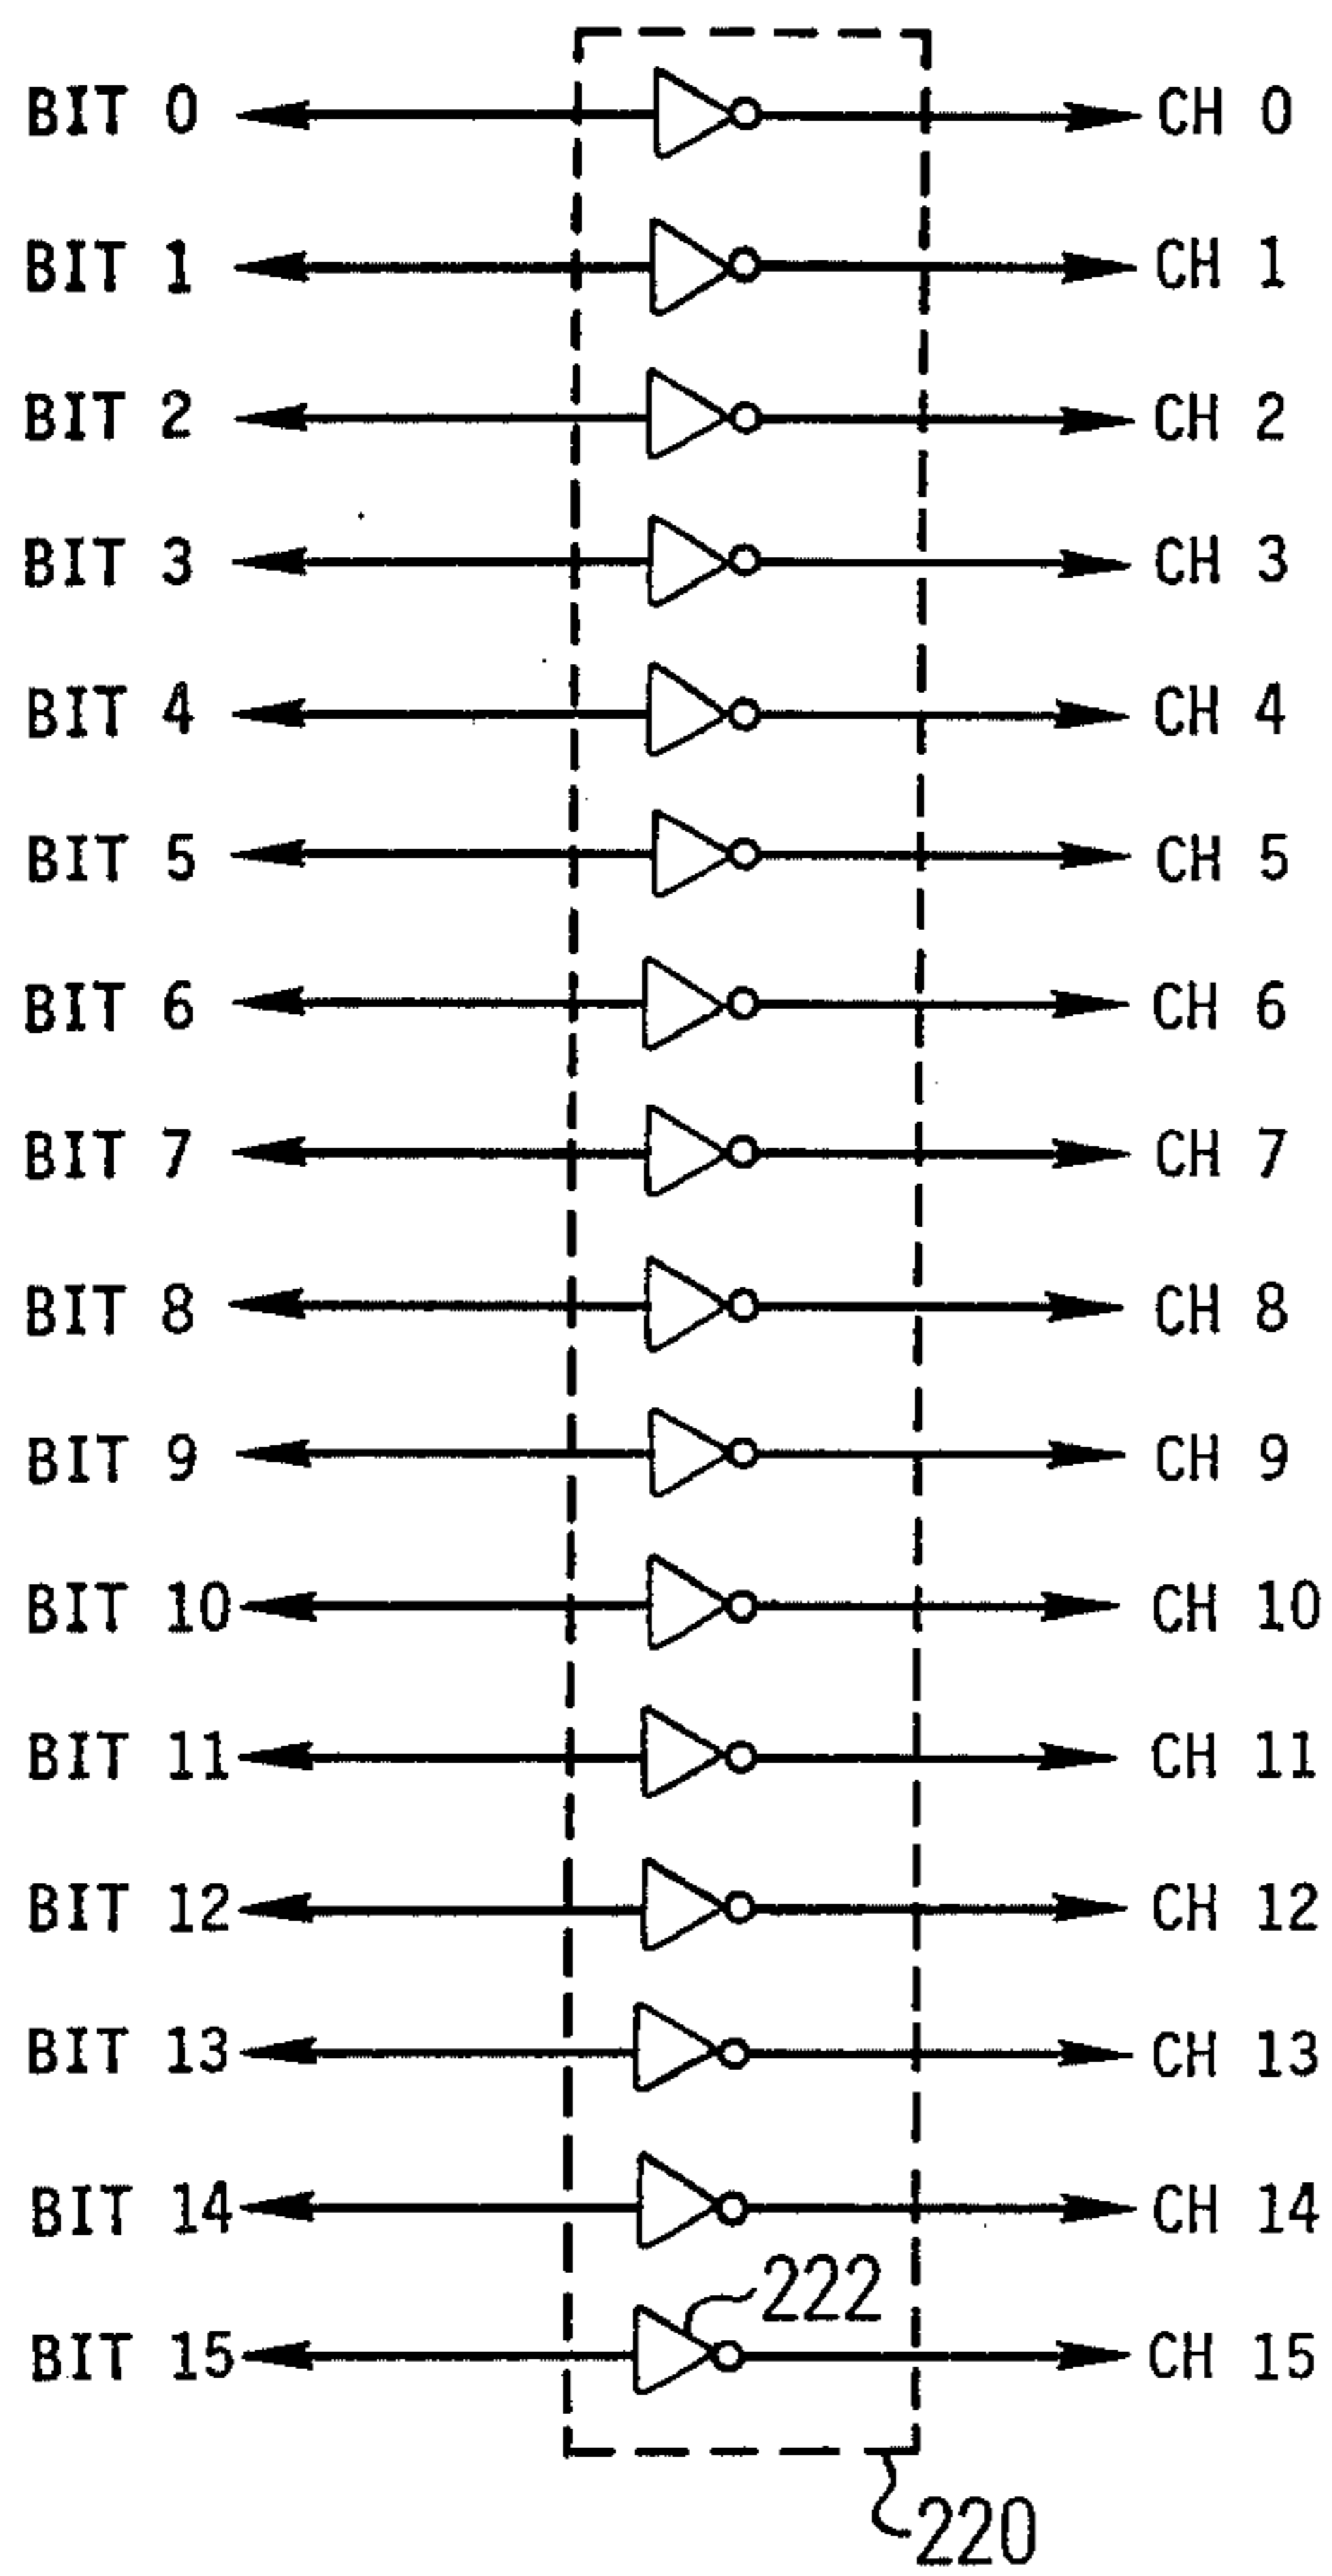 BIT 0 CH 0
BIT 1 CH 1
BIT 2 CH 2
BIT 3 CH 3
BIT 4 CH 4
BIT 5 CH 5
BIT 6 CH 6
BIT 7 CH 7
BIT 8 CH 8
BIT 9 CH 9
BIT 10 CH 10
BIT 11 CH 11
BIT 12 CH 12
BIT 13 CH 13
BIT 14 CH 14
222
BIT 15 CH 15
220